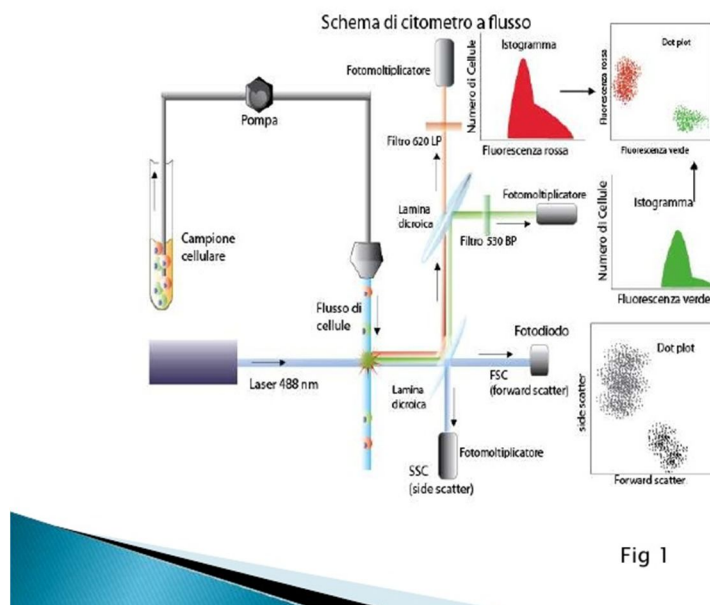 Schema di citometro a flusso
Fotomoltiplicatore
Pompa
Filtro 620 LP
Numero di Cellule
Istogramma
Fluorescenza rossa
Fluorescenza rossa
Dot plot
Fluorescenza verde
Campione
cellulare
Lamina
dicroica
Fotomoltiplicatore
Filtro 530 BP
Numero di Cellule
Istogramma
Fluorescenza verde
Flusso di
cellule
Laser 488 nm
Lamina
dicroica
Fotodiodo
FSC
(forward scatter)
Fotomoltiplicatore
SSC
(side scatter)
side scatter
Dot plot
Forward scatter
Fig 1